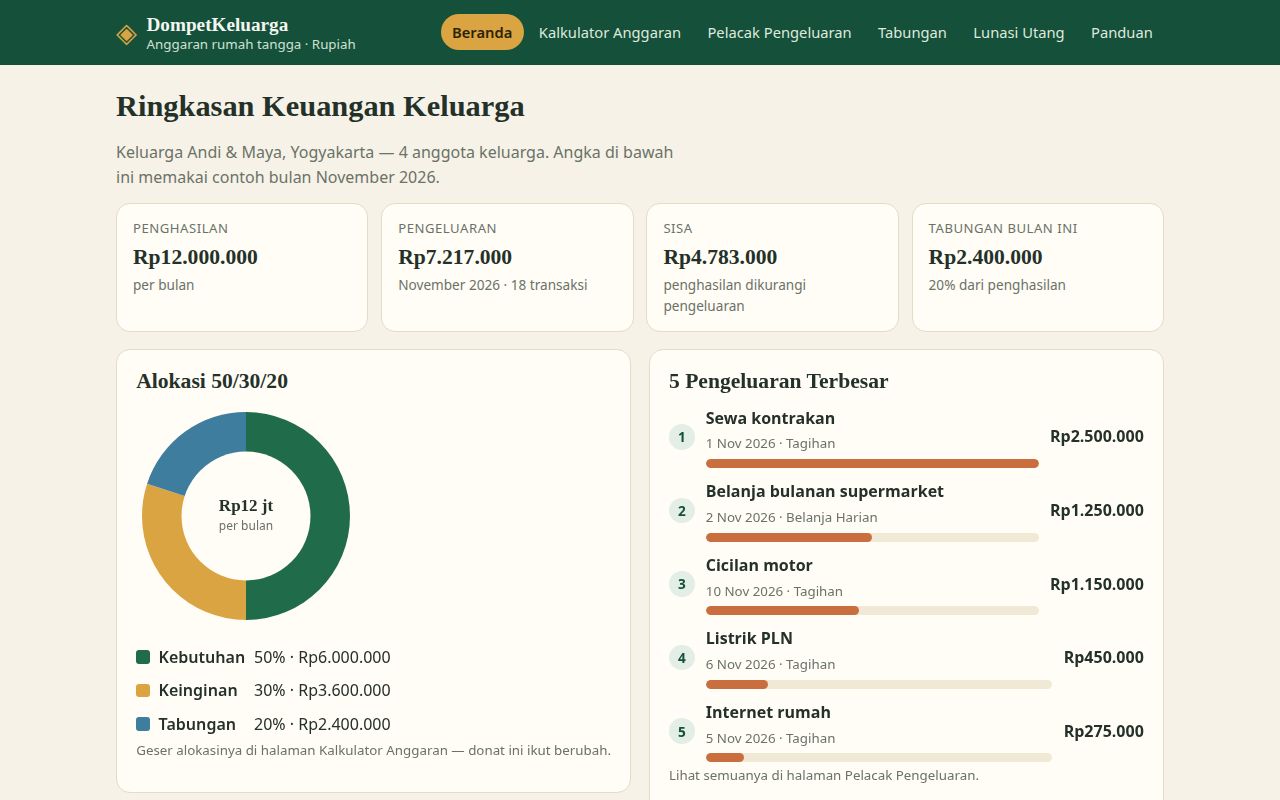 DompetKeluarga
Anggaran rumah tangga · Rupiah
Beranda
Kalkulator Anggaran
Pelacak Pengeluaran
Tabungan
Lunasi Utang
Panduan
Ringkasan Keuangan Keluarga
Keluarga Andi & Maya, Yogyakarta — 4 anggota keluarga. Angka di bawah
ini memakai contoh bulan November 2026.
PENGHASILAN
Rp12.000.000
per bulan
PENGELUARAN
Rp7.217.000
November 2026 · 18 transaksi
SISA
Rp4.783.000
penghasilan dikurangi
pengeluaran
TABUNGAN BULAN INI
Rp2.400.000
20% dari penghasilan
Alokasi 50/30/20
Rp12 jt
per bulan
Kebutuhan 50% · Rp6.000.000
Keinginan 30% · Rp3.600.000
Tabungan 20% · Rp2.400.000
Geser alokasinya di halaman Kalkulator Anggaran — donat ini ikut berubah.
5 Pengeluaran Terbesar
1
Sewa kontrakan
1 Nov 2026 · Tagihan
Rp2.500.000
2
Belanja bulanan supermarket
2 Nov 2026 · Belanja Harian
Rp1.250.000
3
Cicilan motor
10 Nov 2026 · Tagihan
Rp1.150.000
4
Listrik PLN
6 Nov 2026 · Tagihan
Rp450.000
5
Internet rumah
5 Nov 2026 · Tagihan
Rp275.000
Lihat semuanya di halaman Pelacak Pengeluaran.